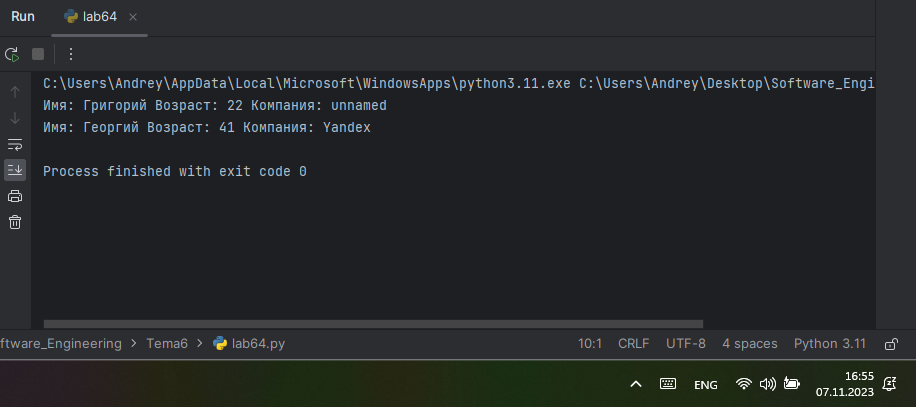 Run lab64
C:\Users\Andrey\AppData\Local\Microsoft\WindowsApps\python3.11.exe C:\Users\Andrey\Desktop\Software_Engi
Имя: Григорий Возраст: 22 Компания: unnamed
Имя: Георгий Возраст: 41 Компания: Yandex
Process finished with exit code 0
ftware_Engineering > Tema6 > lab64.py 10:1 CRLF UTF-8 4 spaces Python 3.11
ENG 16:55
07.11.2023